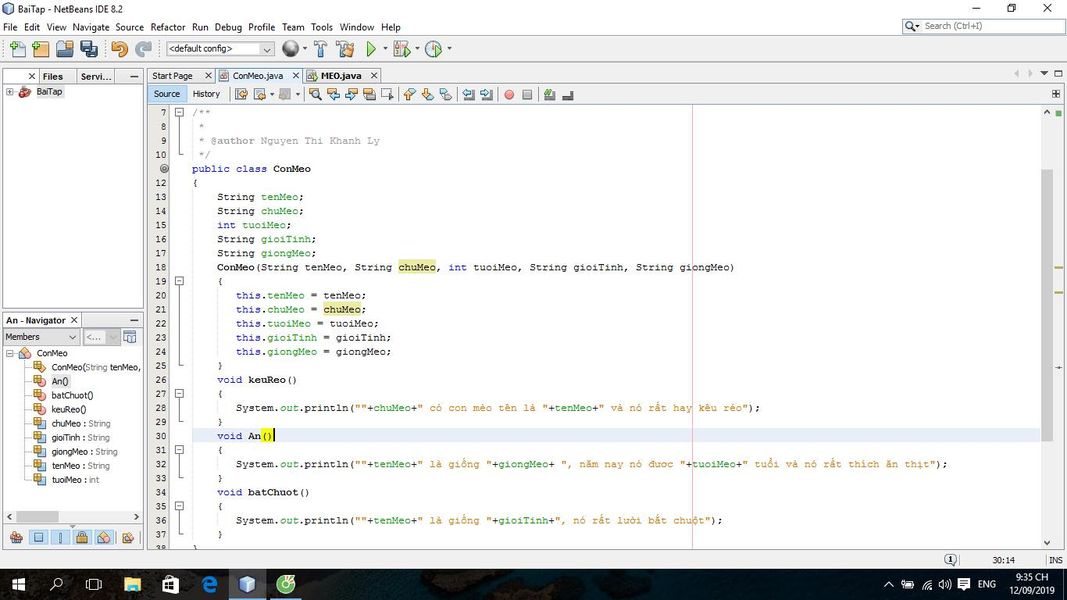 BaiTap - NetBeans IDE 8.2
File Edit View Navigate Source Refactor Run Debug Profile Team Tools Window Help
Search (Ctrl+I)
<default config>
Files Servi...
Start Page ConMeo.java MEO.java
BaiTap
Source History
7 /**
8 *
9 * @author Nguyen Thi Khanh Ly
10 */
public class ConMeo
12 {
13 String tenMeo;
14 String chuMeo;
15 int tuoiMeo;
16 String gioiTinh;
17 String giongMeo;
18 ConMeo(String tenMeo, String chuMeo, int tuoiMeo, String gioiTinh, String giongMeo)
19 {
20 this.tenMeo = tenMeo;
21 this.chuMeo = chuMeo;
22 this.tuoiMeo = tuoiMeo;
23 this.gioiTinh = gioiTinh;
24 this.giongMeo = giongMeo;
25 }
26 void keuReo()
27 {
28 System.out.println(""+chuMeo+" có con mèo tên là "+tenMeo+" và nó rất hay kêu réo");
29 }
30 void An()
31 {
32 System.out.println(""+tenMeo+" là giống "+giongMeo+ ", năm nay nó được "+tuoiMeo+" tuổi và nó rất thích ăn thịt");
33 }
34 void batChuot()
35 {
36 System.out.println(""+tenMeo+" là giống "+gioiTinh+", nó rất lười bắt chuột");
37 }
38 }
An - Navigator
Members <...
ConMeo
ConMeo(String tenMeo,
An()
batChuot()
keuReo()
chuMeo : String
gioiTinh : String
giongMeo : String
tenMeo : String
tuoiMeo : int
1 30:14 INS
ENG
9:35 CH
12/09/2019